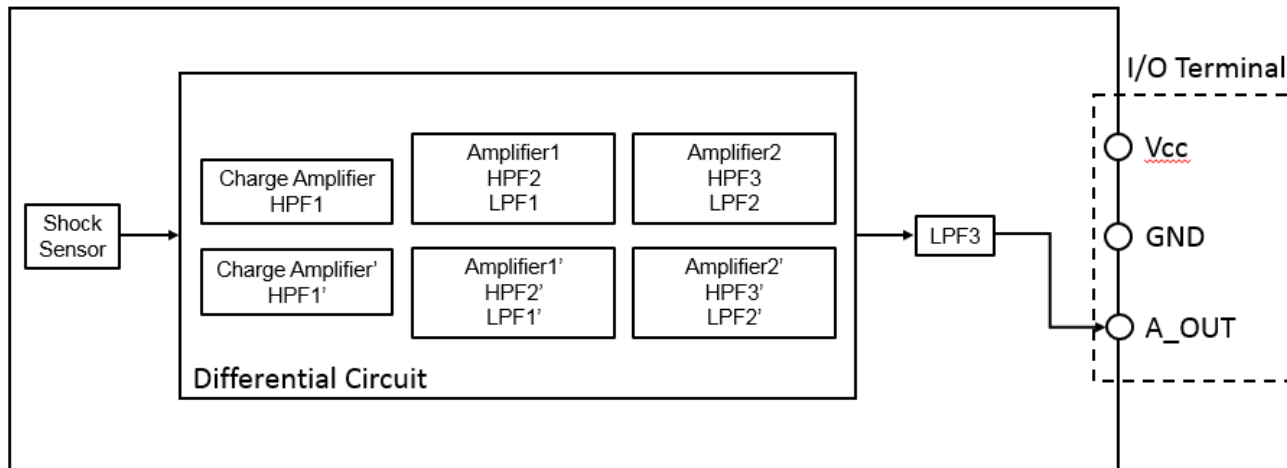 I/O Terminal
Vcc
GND
A_OUT
Shock
Sensor
Charge Amplifier
HPF1
Amplifier1
HPF2
LPF1
Amplifier2
HPF3
LPF2
Charge Amplifier’
HPF1’
Amplifier1’
HPF2’
LPF1’
Amplifier2’
HPF3’
LPF2’
Differential Circuit
LPF3